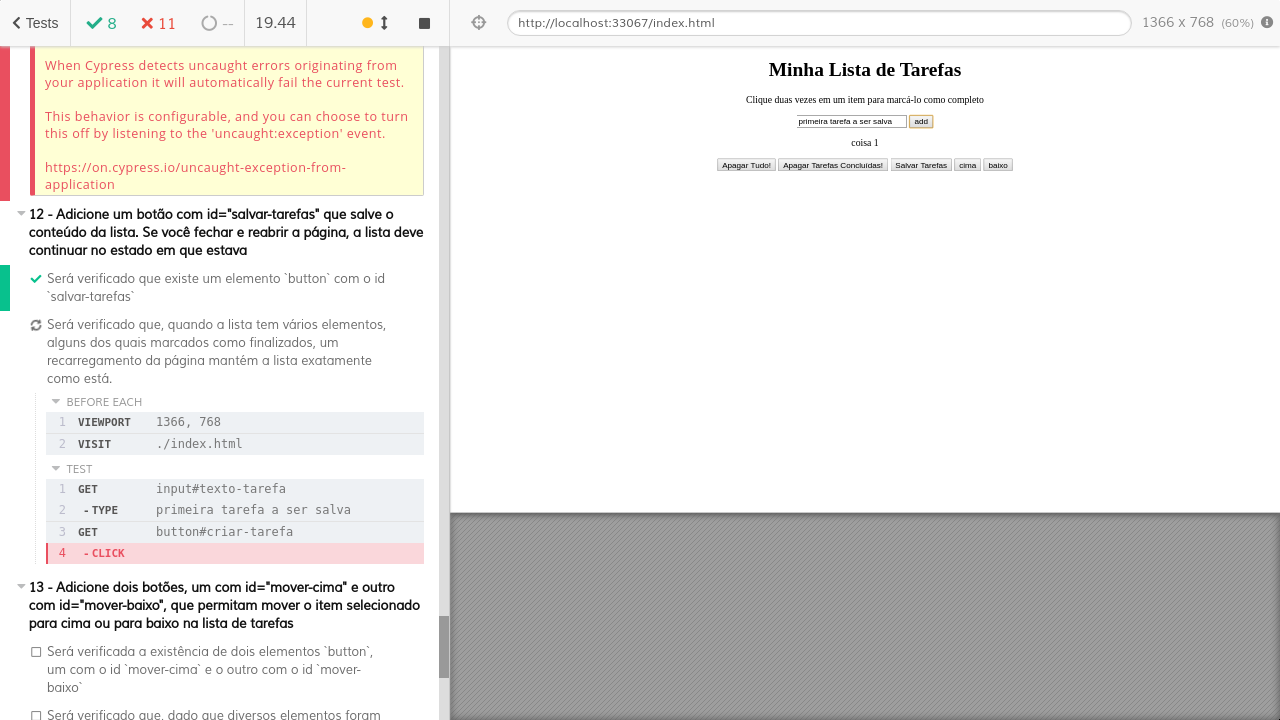 Tests 8 11 -- 19.44
When Cypress detects uncaught errors originating from
your application it will automatically fail the current test.
This behavior is configurable, and you can choose to turn
this off by listening to the 'uncaught:exception' event.
https://on.cypress.io/uncaught-exception-from-
application
12 - Adicione um botão com id="salvar-tarefas" que salve o
conteúdo da lista. Se você fechar e reabrir a página, a lista deve
continuar no estado em que estava
Será verificado que existe um elemento `button` com o id
`salvar-tarefas`
Será verificado que, quando a lista tem vários elementos,
alguns dos quais marcados como finalizados, um
recarregamento da página mantém a lista exatamente
como está.
BEFORE EACH
1 VIEWPORT 1366, 768
2 VISIT ./index.html
TEST
1 GET input#texto-tarefa
2 -TYPE primeira tarefa a ser salva
3 GET button#criar-tarefa
4 -CLICK
13 - Adicione dois botões, um com id="mover-cima" e outro
com id="mover-baixo", que permitam mover o item selecionado
para cima ou para baixo na lista de tarefas
Será verificada a existência de dois elementos `button`,
um com o id `mover-cima` e o outro com o id `mover-
baixo`
Será verificado que, dado que diversos elementos foram
http://localhost:33067/index.html 1366 x 768 (60%)
Minha Lista de Tarefas
Clique duas vezes em um item para marcá-lo como completo
primeira tarefa a ser salva add
coisa 1
Apagar Tudo! Apagar Tarefas Concluídas! Salvar Tarefas cima baixo